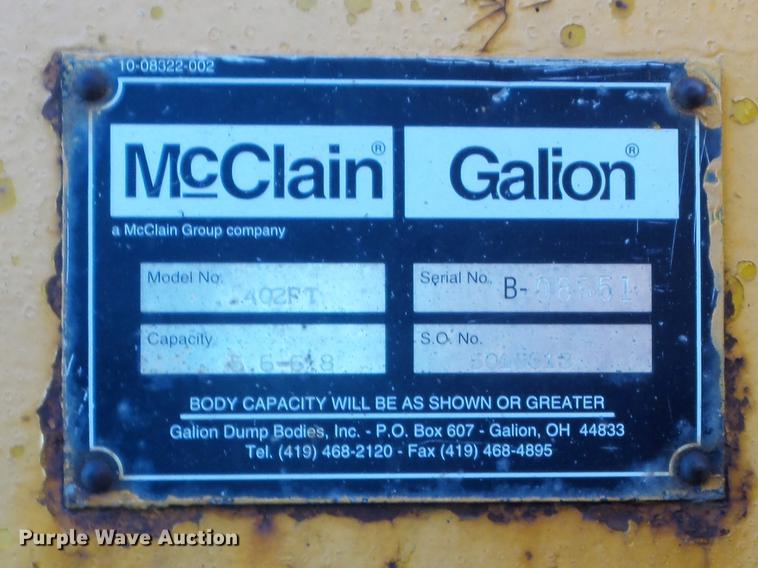 10-08322-002
McClain® Galion®
a McClain Group company
Model No. 402FT
Serial No. B-
Capacity
S.O. No.
BODY CAPACITY WILL BE AS SHOWN OR GREATER
Galion Dump Bodies, Inc. - P.O. Box 607 - Galion, OH 44833
Tel. (419) 468-2120 - Fax (419) 468-4895
Purple Wave Auction